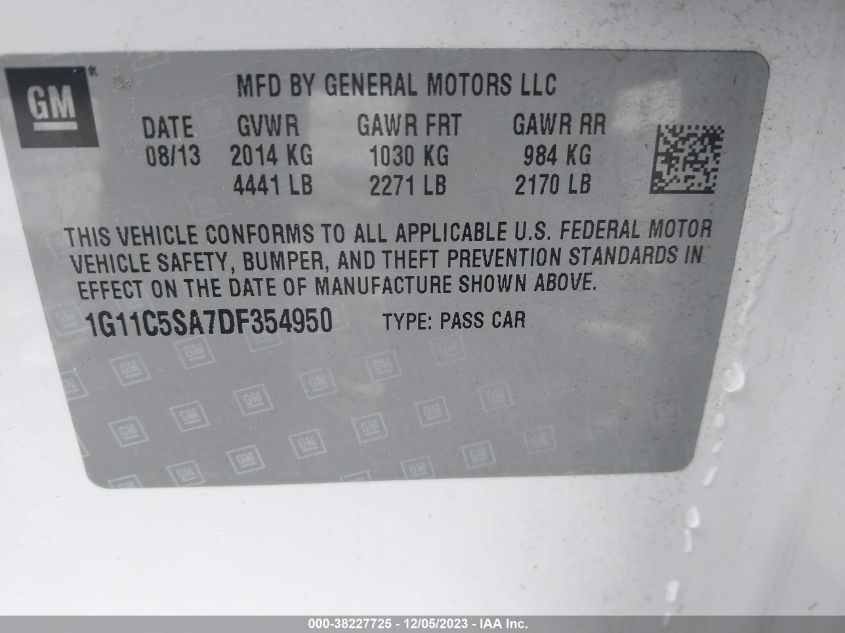 GM ®
MFD BY GENERAL MOTORS LLC
DATE GVWR GAWR FRT GAWR RR
08/13 2014 KG 1030 KG 984 KG
4441 LB 2271 LB 2170 LB
THIS VEHICLE CONFORMS TO ALL APPLICABLE U.S. FEDERAL MOTOR
VEHICLE SAFETY, BUMPER, AND THEFT PREVENTION STANDARDS IN
EFFECT ON THE DATE OF MANUFACTURE SHOWN ABOVE.
1G11C5SA7DF354950 TYPE: PASS CAR
000-38227725 - 12/05/2023 - IAA Inc.